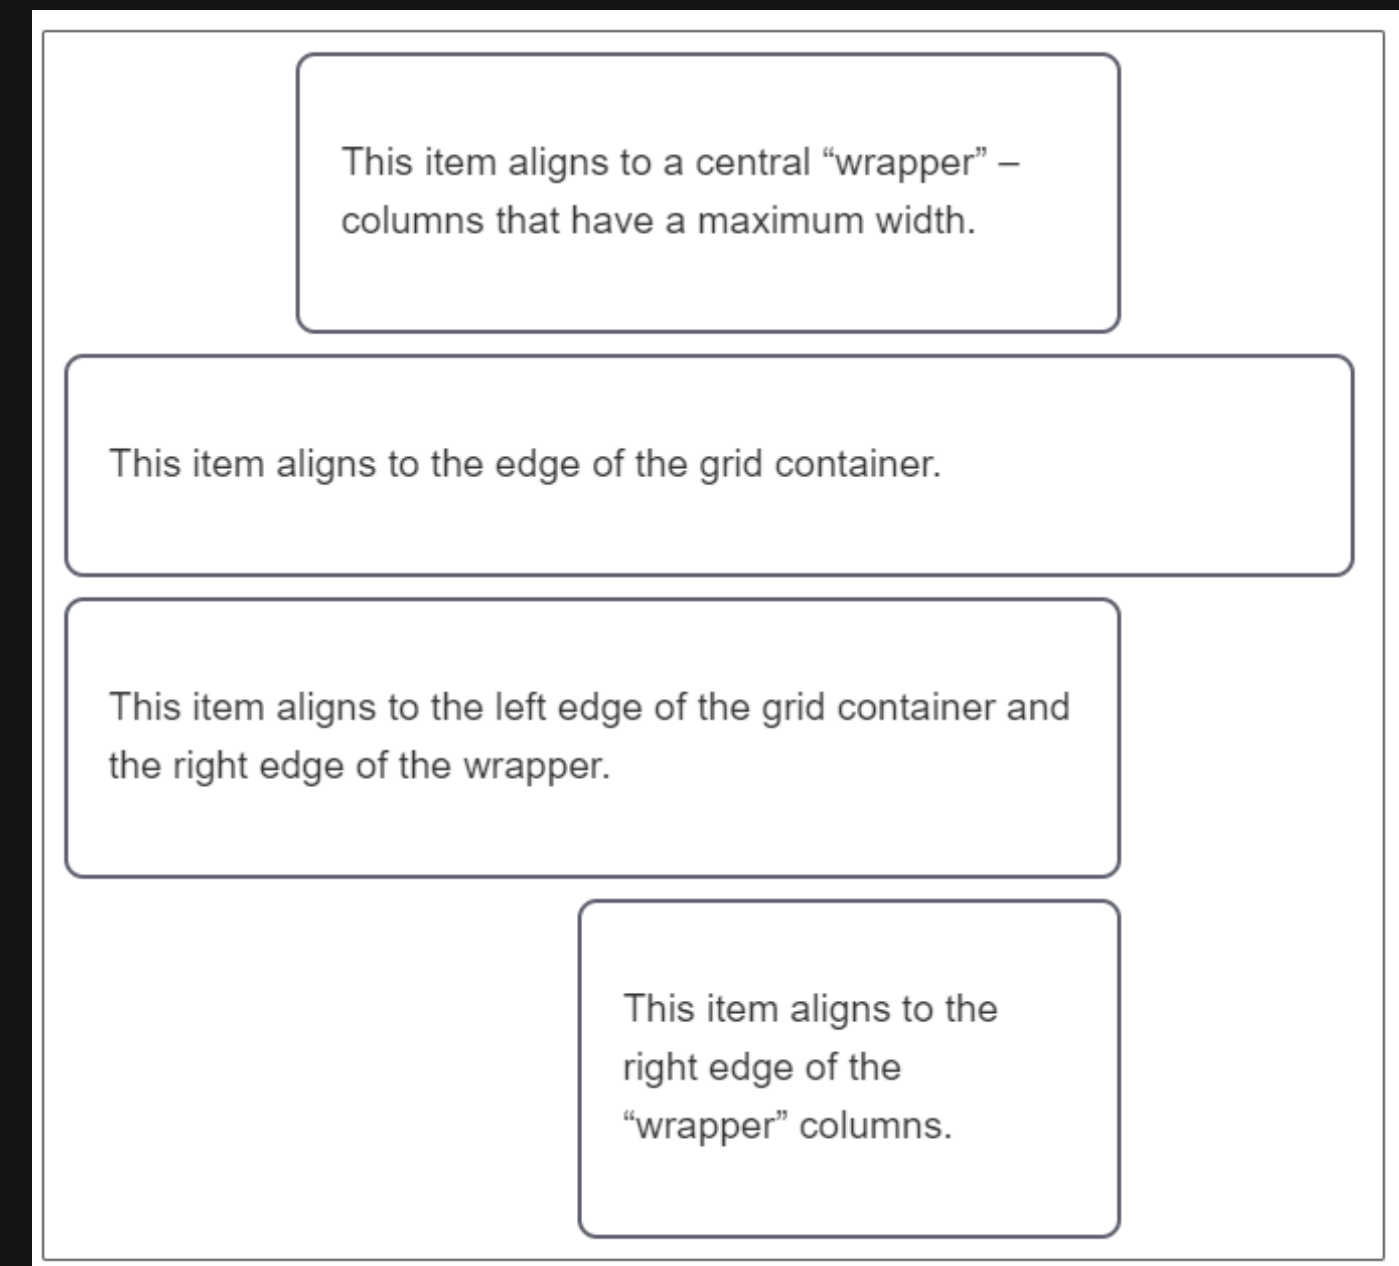 This item aligns to a central “wrapper” –
columns that have a maximum width.
This item aligns to the edge of the grid container.
This item aligns to the left edge of the grid container and
the right edge of the wrapper.
This item aligns to the
right edge of the
“wrapper” columns.